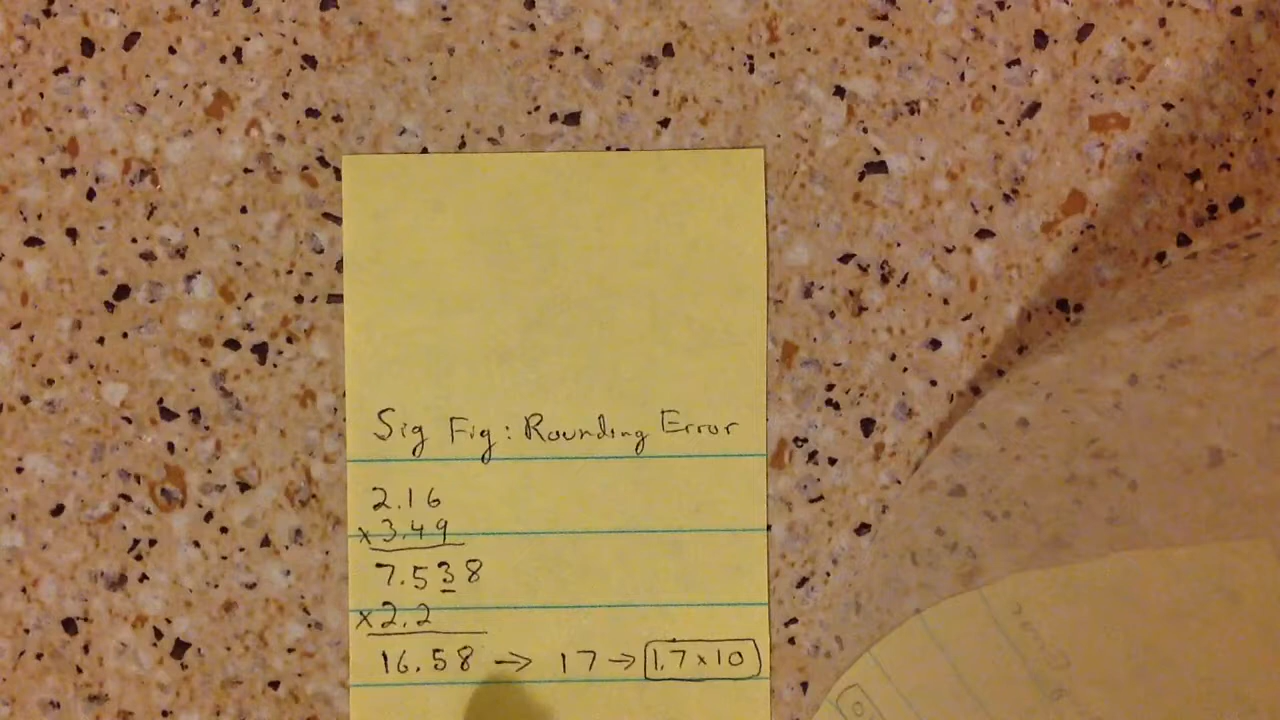 Sig Fig: Rounding Error
2.16
x3.49
7.538
x2.2
16.58 → 17 → 1.7x10